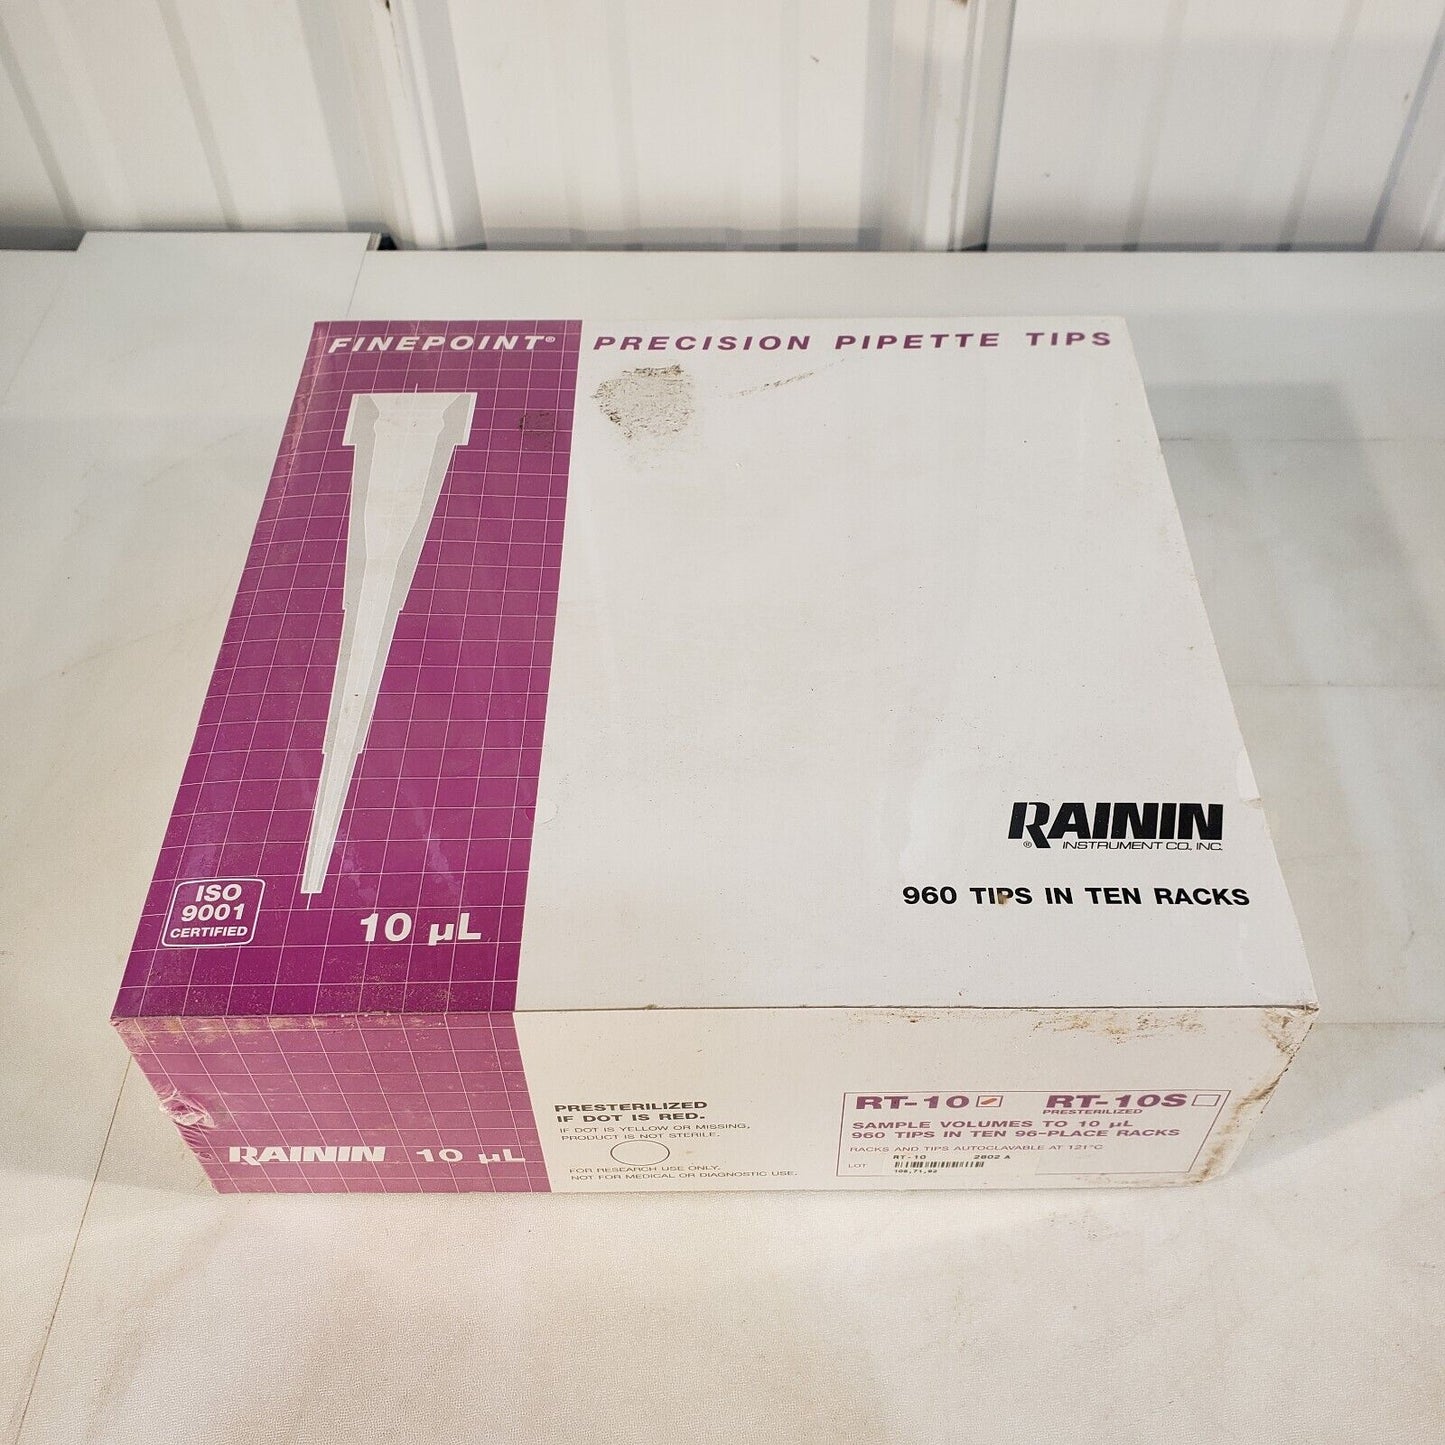 FINEPOINT® PRECISION PIPETTE TIPS
RAININ
® INSTRUMENT CO., INC.
960 TIPS IN TEN RACKS
ISO
9001
CERTIFIED
10 µL
RAININ 10 µL
PRESTERILIZED
IF DOT IS RED.
IF DOT IS YELLOW OR MISSING,
PRODUCT IS NOT STERILE.
FOR RESEARCH USE ONLY.
NOT FOR MEDICAL OR DIAGNOSTIC USE.
RT-10 RT-10S
PRESTERILIZED
SAMPLE VOLUMES TO 10 µL
960 TIPS IN TEN 96-PLACE RACKS
RACKS AND TIPS AUTOCLAVABLE AT 121°C
RT-10 2802 A
LOT